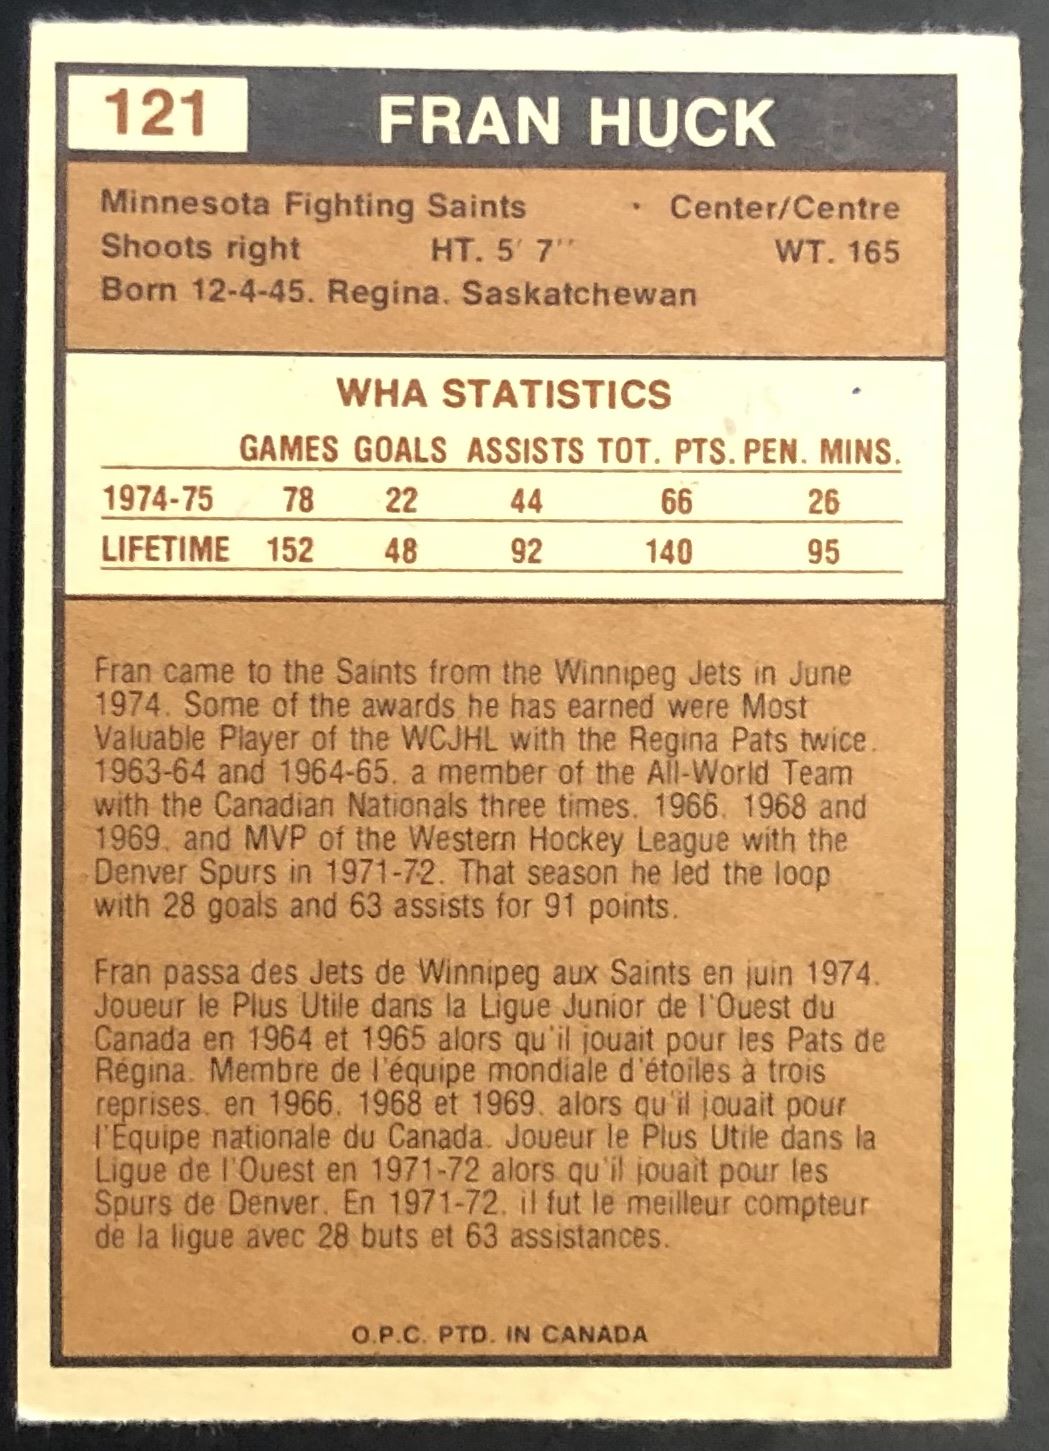 121 FRAN HUCK
Minnesota Fighting Saints · Center/Centre
Shoots right HT. 5' 7'' WT. 165
Born 12-4-45. Regina. Saskatchewan
WHA STATISTICS
GAMES GOALS ASSISTS TOT. PTS. PEN. MINS.
1974-75 78 22 44 66 26
LIFETIME 152 48 92 140 95
Fran came to the Saints from the Winnipeg Jets in June
1974. Some of the awards he has earned were Most
Valuable Player of the WCJHL with the Regina Pats twice.
1963-64 and 1964-65. a member of the All-World Team
with the Canadian Nationals three times. 1966. 1968 and
1969. and MVP of the Western Hockey League with the
Denver Spurs in 1971-72. That season he led the loop
with 28 goals and 63 assists for 91 points.
Fran passa des Jets de Winnipeg aux Saints en juin 1974.
Joueur le Plus Utile dans la Ligue Junior de l'Ouest du
Canada en 1964 et 1965 alors qu'il jouait pour les Pats de
Régina. Membre de l'équipe mondiale d'étoiles à trois
reprises. en 1966. 1968 et 1969. alors qu'il jouait pour
l'Equipe nationale du Canada. Joueur le Plus Utile dans la
Ligue de l'Ouest en 1971-72 alors qu'il jouait pour les
Spurs de Denver. En 1971-72. il fut le meilleur compteur
de la ligue avec 28 buts et 63 assistances.
O.P.C. PTD. IN CANADA